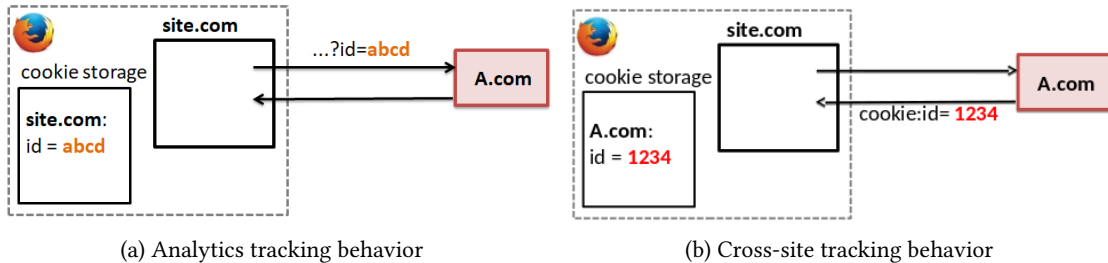 site.com
...?id=abcd
cookie storage
A.com
site.com:
id = abcd
(a) Analytics tracking behavior
site.com
cookie storage
A.com
cookie:id= 1234
A.com:
id = 1234
(b) Cross-site tracking behavior